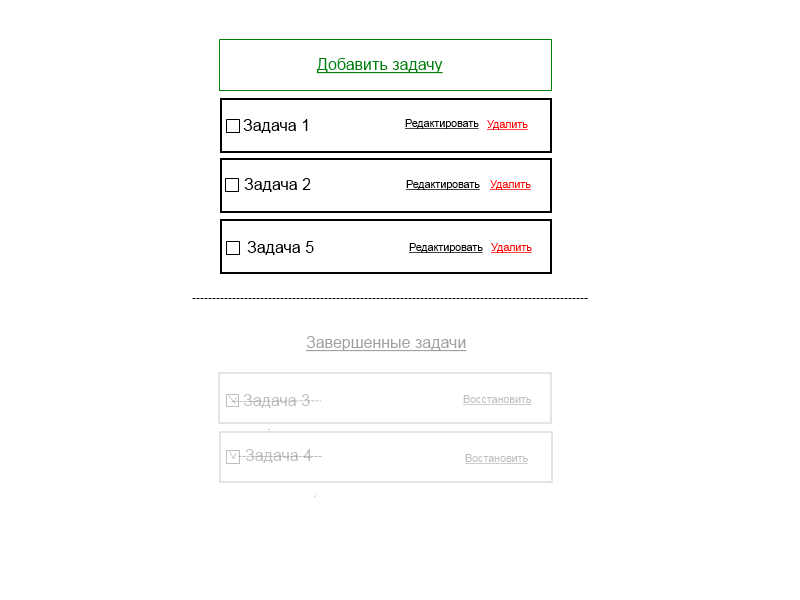 Добавить задачу
Задача 1 Редактировать Удалить
Задача 2 Редактировать Удалить
Задача 5 Редактировать Удалить
Завершенные задачи
Задача 3 Восстановить
Задача 4 Востановить